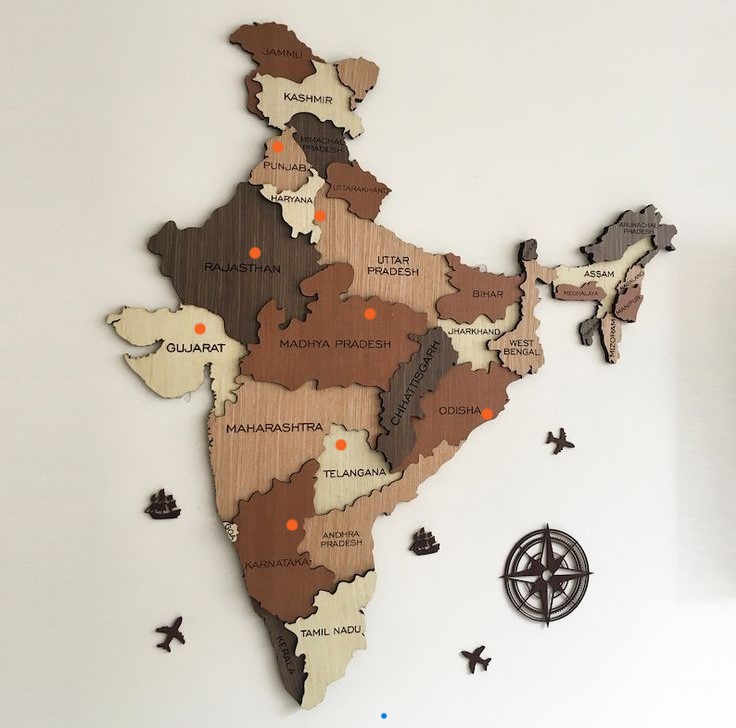 JAMMU
KASHMIR
HIMACHAL
PRADESH
PUNJAB
UTTARAKHAND
HARYANA
ARUNACHAL
PRADESH
RAJASTHAN
UTTAR
PRADESH
ASSAM
BIHAR
MEGHALAYA
MANIPUR
GUJARAT
MADHYA PRADESH
JHARKHAND
WEST
BENGAL
MIZORAM
CHHATTISGARH
ODISHA
MAHARASHTRA
TELANGANA
GOA
ANDHRA
PRADESH
KARNATAKA
TAMIL NADU
KERALA